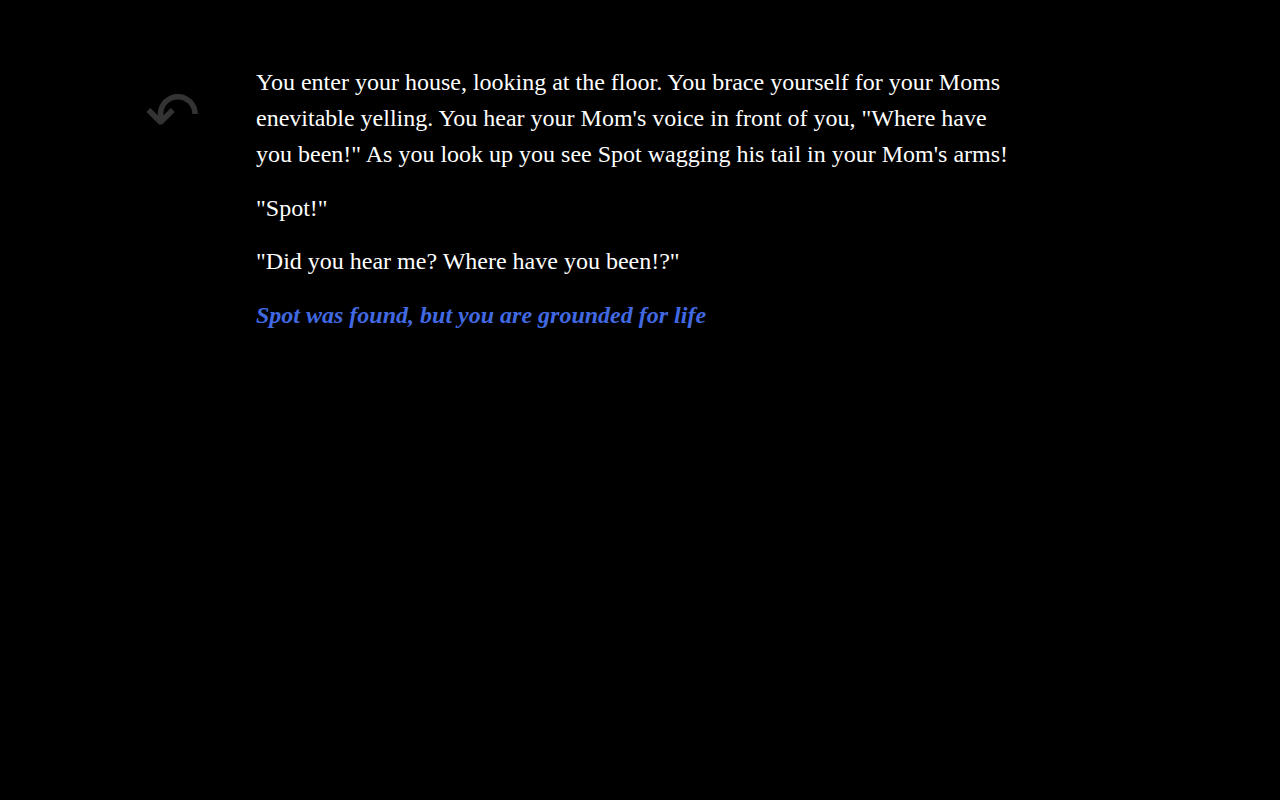 You enter your house, looking at the floor. You brace yourself for your Moms
enevitable yelling. You hear your Mom's voice in front of you, "Where have
you been!" As you look up you see Spot wagging his tail in your Mom's arms!
"Spot!"
"Did you hear me? Where have you been!?"
Spot was found, but you are grounded for life